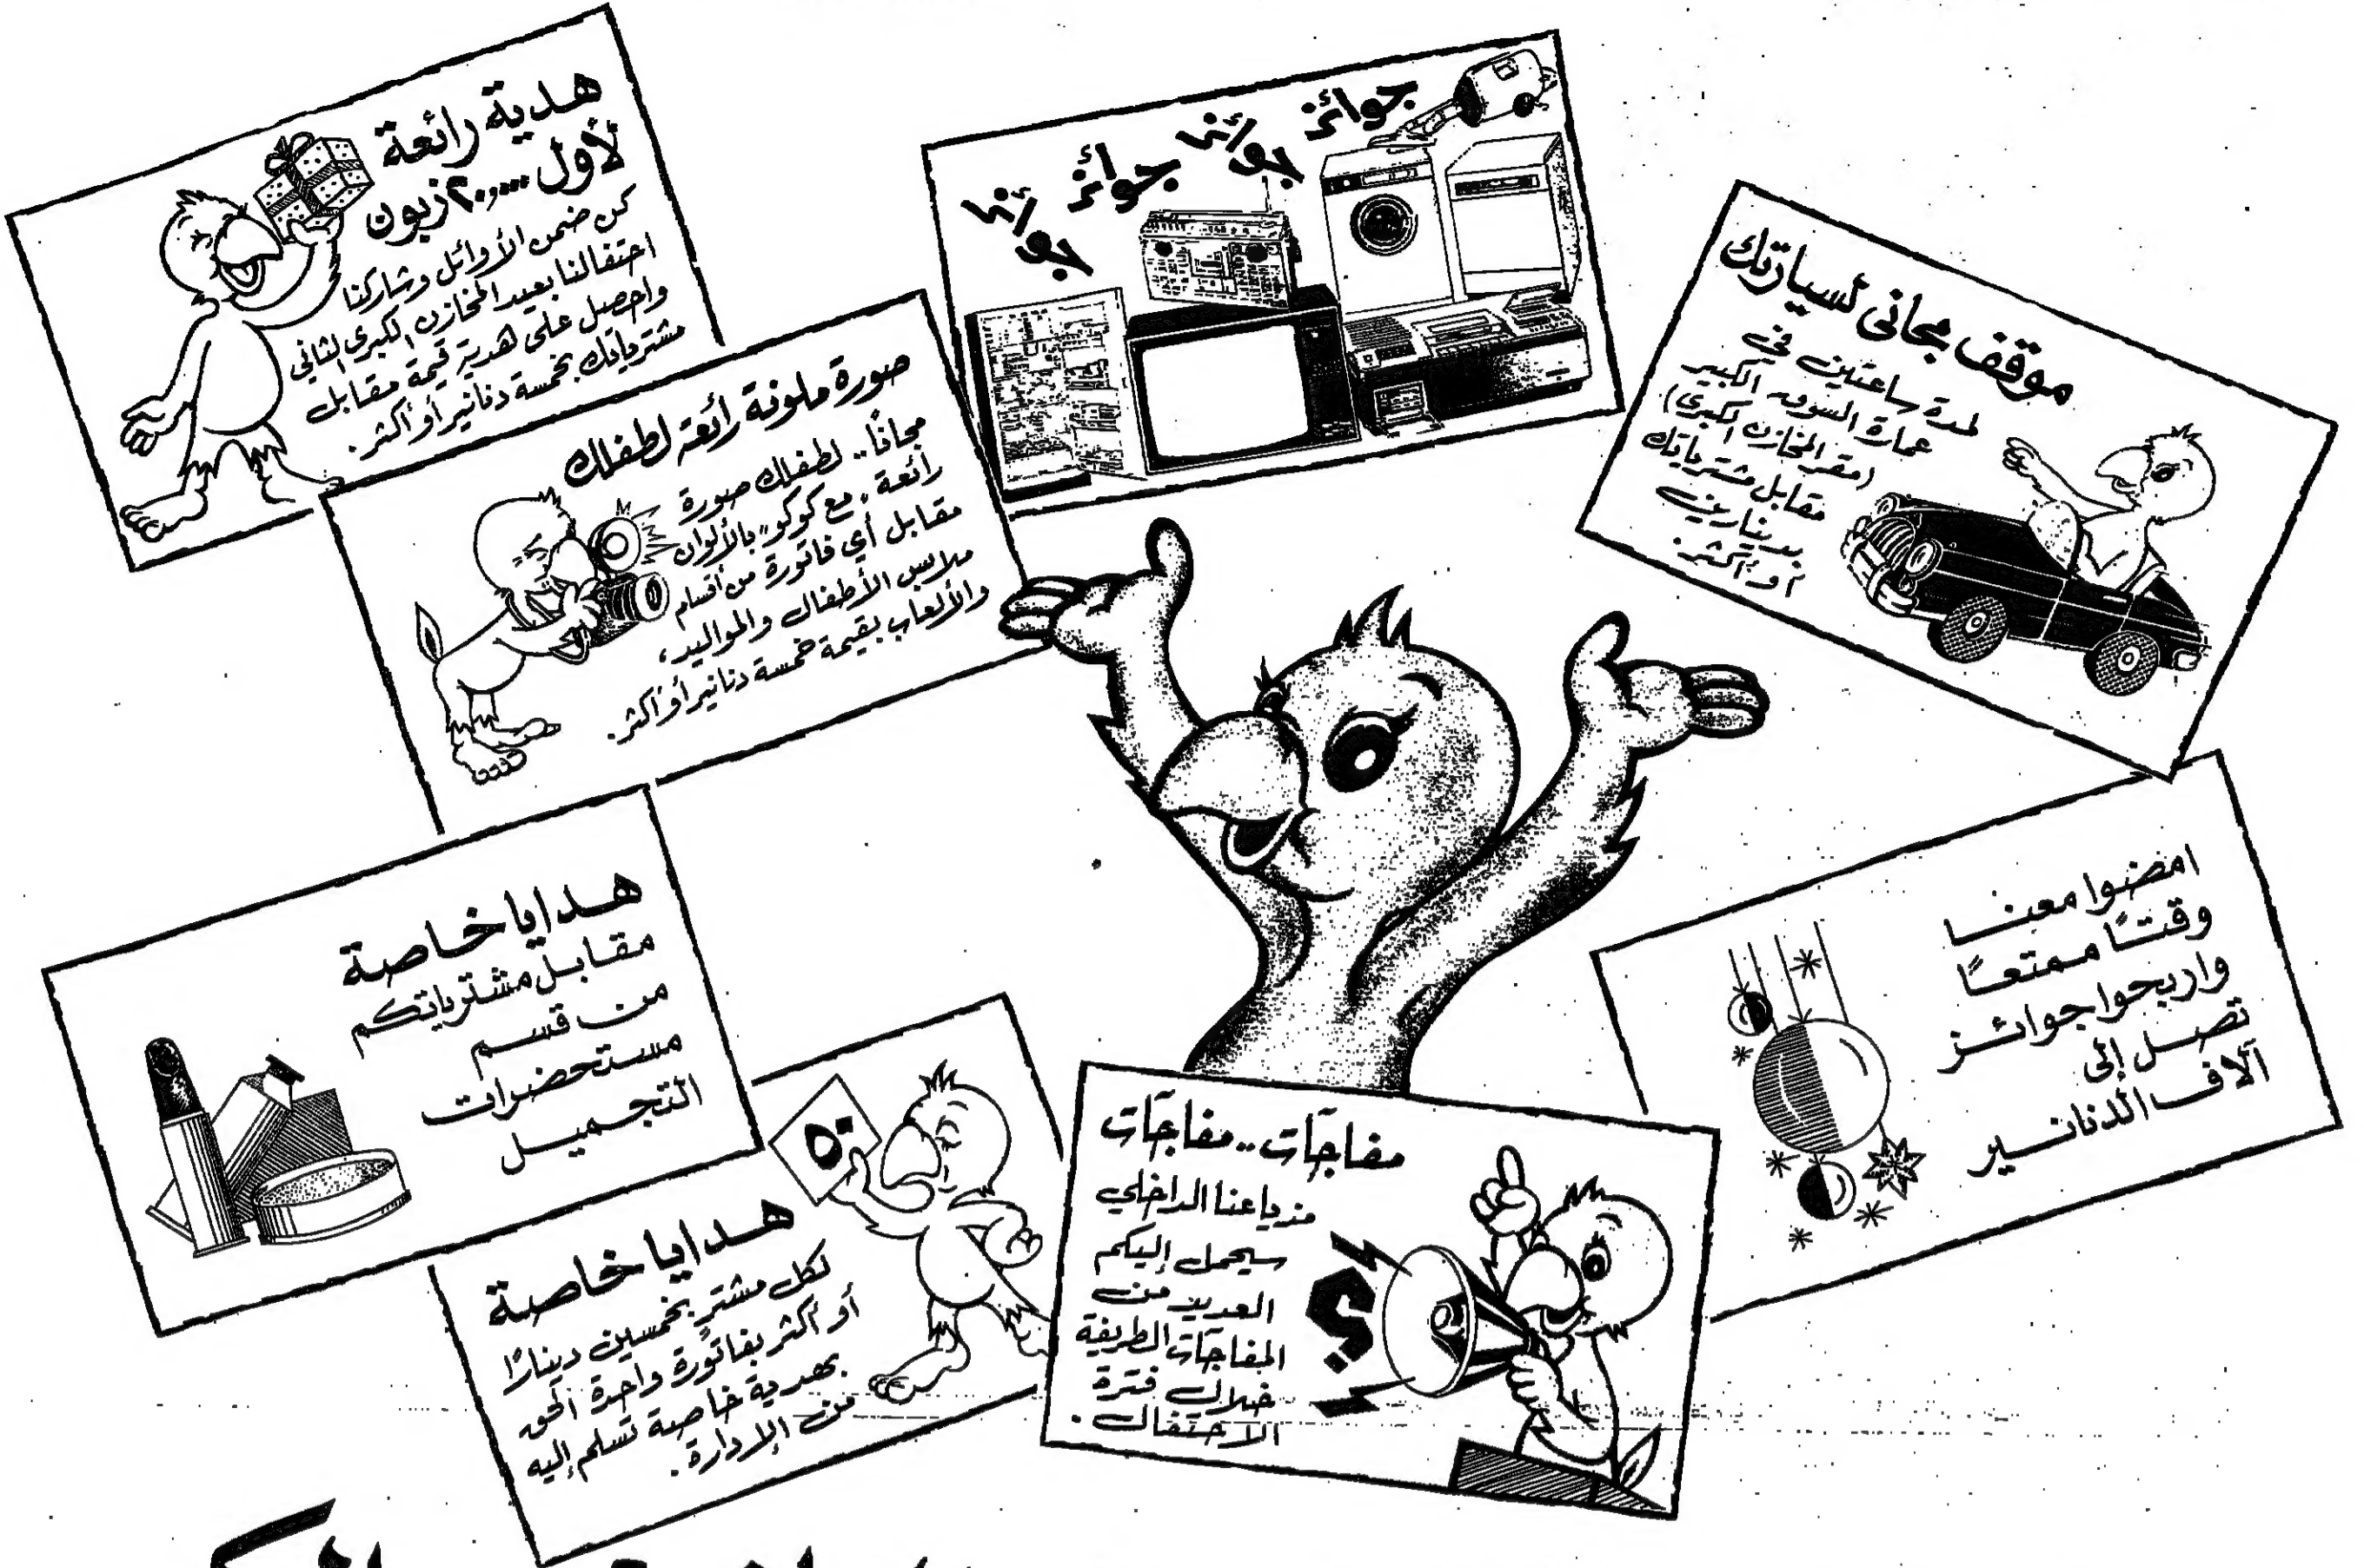 هدية رائعة
لأول ٢٠,٠٠٠ زبون
كن ضمن الأوائل وشاركنا
احتفالنا بعيد المخازن الكبرى الثاني
واحصل على هدية قيمة مقابل
مشترياتك بخمسة دنانير أو أكثر.
صورة ملونة رائعة لطفلك
مجاناً.. لطفلك صورة
رائعة "مع كوكو" بالألوان
مقابل أي فاتورة من أقسام
ملابس الأطفال والمواليد،
والألعاب بقيمة خمسة دنانير أو أكثر.
جوائز جوائز جوائز جوائز
موقف مجاني لسيارتك
لمدة ساعتين في
عمارة السوق الكبير
(مقر المخازن الكبرى)
مقابل مشترياتك
بدينارين
أو أكثر.
هدايا خاصة
مقابل مشترياتكم
من قسم
مستحضرات
التجميل
هدايا خاصة
لكل مشترٍ بخمسين ديناراً
أو أكثر بفاتورة واحدة الحق
بهدية خاصة تسلم إليه
من الإدارة.
٥٠
مفاجآت.. مفاجآت
مذياعنا الداخلي
سيحمل إليكم
العديد من
المفاجآت الطريفة
خلال فترة
الاحتفال.
؟
امضوا معنا
وقتاً ممتعاً
واربحوا جوائز
تصل إلى
آلاف الدنانير